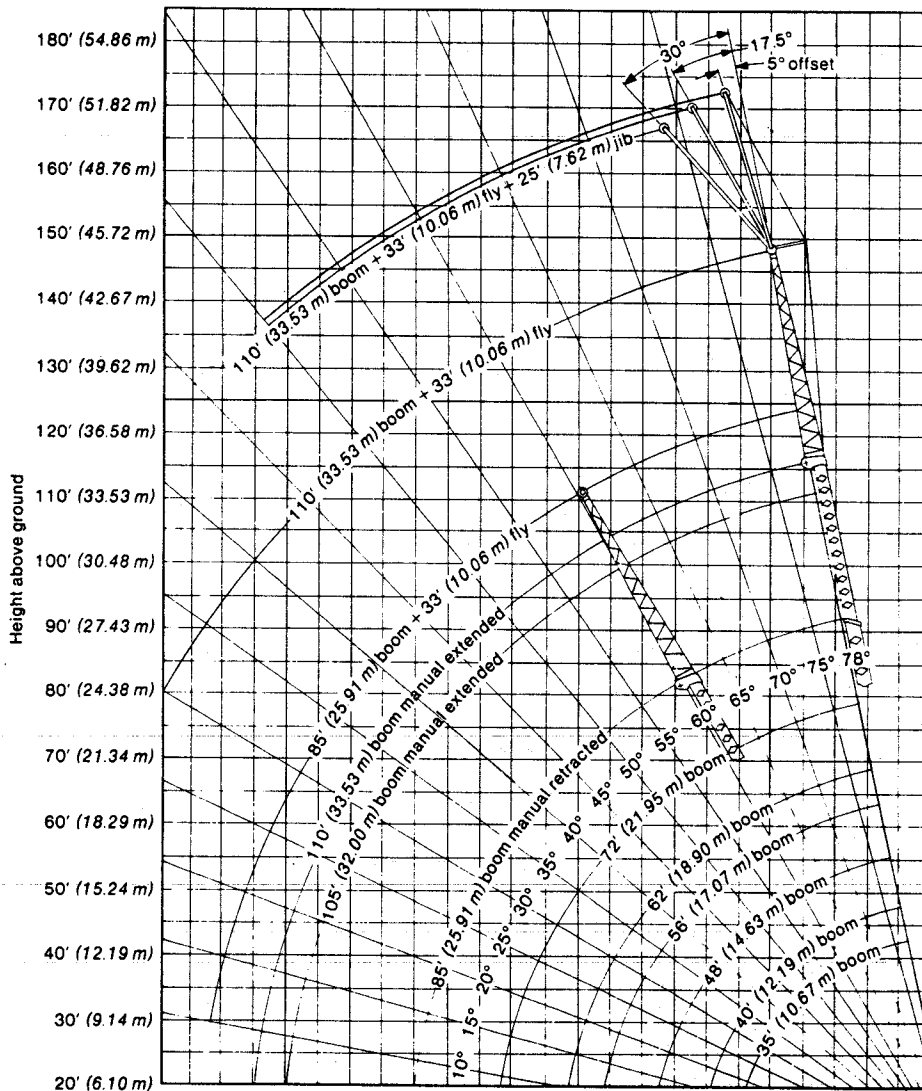 180' (54.86 m)
170' (51.82 m)
160' (48.76 m)
150' (45.72 m)
140' (42.67 m)
130' (39.62 m)
120' (36.58 m)
110' (33.53 m)
100' (30.48 m)
90' (27.43 m)
80' (24.38 m)
70' (21.34 m)
60' (18.29 m)
50' (15.24 m)
40' (12.19 m)
30' (9.14 m)
20' (6.10 m)
Height above ground
30°
17.5°
5° offset
110' (33.53 m) boom + 33' (10.06 m) fly + 25' (7.62 m) jib
110' (33.53 m) boom + 33' (10.06 m) fly
85' (25.91 m) boom + 33' (10.06 m) fly
110' (33.53 m) boom manual extended
105' (32.00 m) boom manual extended
85' (25.91 m) boom manual retracted
72' (21.95 m) boom
62' (18.90 m) boom
56' (17.07 m) boom
48' (14.63 m) boom
40' (12.19 m) boom
35' (10.67 m) boom
10° 15° 20° 25° 30° 35° 40° 45° 50° 55° 60° 65° 70° 75° 78°